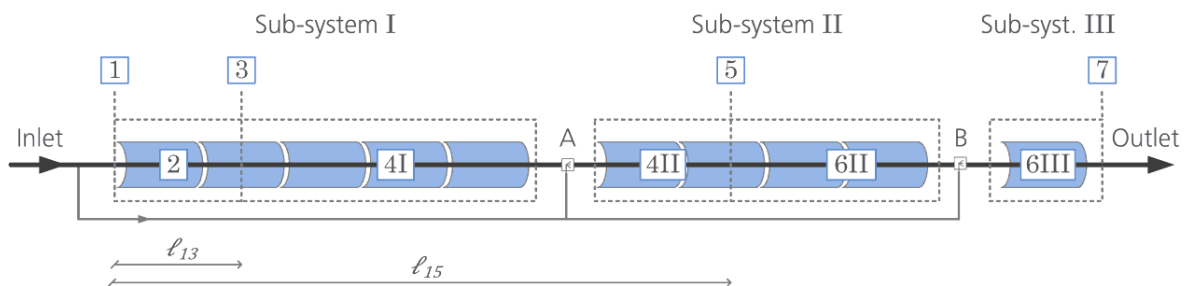 Sub-system I
Sub-system II
Sub-syst. III
1
3
5
7
Inlet
A
B
Outlet
2
4I
4II
6II
6III
ℓ13
ℓ15